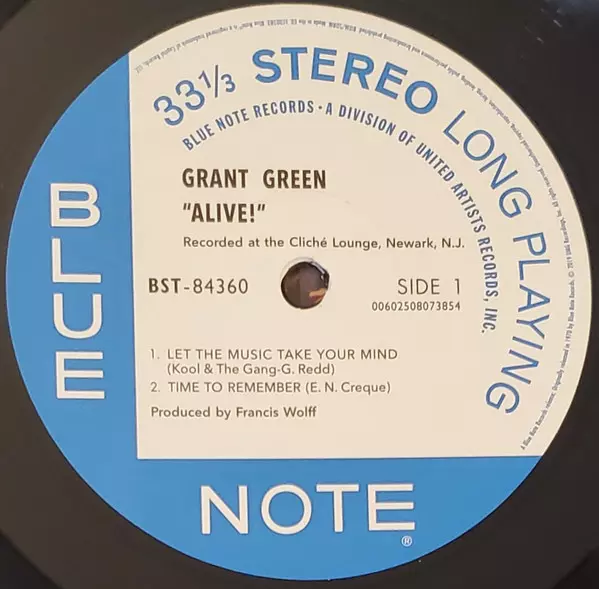 33⅓ STEREO LONG PLAYING
BLUE NOTE RECORDS • A DIVISION OF UNITED ARTISTS RECORDS, INC.
GRANT GREEN
"ALIVE!"
Recorded at the Cliché Lounge, Newark, N.J.
BST-84360
SIDE 1
00602508073854
1. LET THE MUSIC TAKE YOUR MIND
(Kool & The Gang-G. Redd)
2. TIME TO REMEMBER (E. N. Creque)
Produced by Francis Wolff
BLUE
NOTE
®